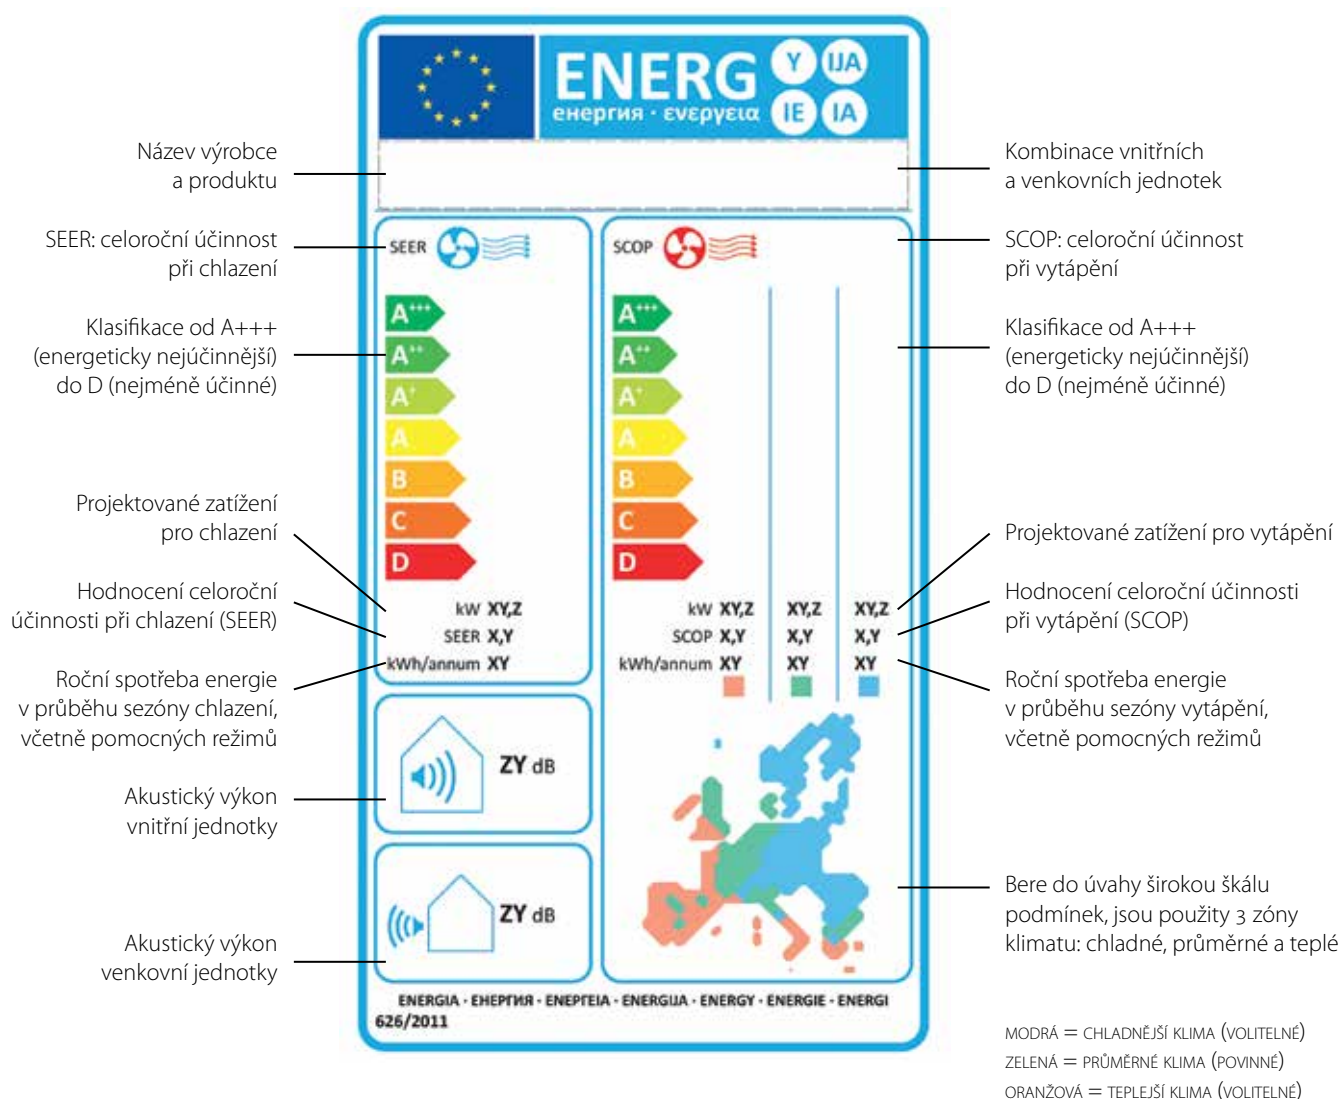 ENERG
Y IJA
IE IA
енергия · ενεργεια
Název výrobce
a produktu
SEER: celoroční účinnost
při chlazení
Klasifikace od A+++
(energeticky nejúčinnější)
do D (nejméně účinné)
Projektované zatížení
pro chlazení
Hodnocení celoroční
účinnosti při chlazení (SEER)
Roční spotřeba energie
v průběhu sezóny chlazení,
včetně pomocných režimů
Akustický výkon
vnitřní jednotky
Akustický výkon
venkovní jednotky
SEER
A+++
A++
A+
A
B
C
D
kW XY,Z
SEER X,Y
kWh/annum XY
ZY dB
ZY dB
SCOP
A+++
A++
A+
A
B
C
D
kW XY,Z XY,Z XY,Z
SCOP X,Y X,Y X,Y
kWh/annum XY XY XY
ENERGIA · ЕНЕРГИЯ · ΕΝΕΡΓΕΙΑ · ENERGIJA · ENERGY · ENERGIE · ENERGI
626/2011
Kombinace vnitřních
a venkovních jednotek
SCOP: celoroční účinnost
při vytápění
Klasifikace od A+++
(energeticky nejúčinnější)
do D (nejméně účinné)
Projektované zatížení pro vytápění
Hodnocení celoroční účinnosti
při vytápění (SCOP)
Roční spotřeba energie
v průběhu sezóny vytápění,
včetně pomocných režimů
Bere do úvahy širokou škálu
podmínek, jsou použity 3 zóny
klimatu: chladné, průměrné a teplé
MODRÁ = CHLADNĚJŠÍ KLIMA (VOLITELNÉ)
ZELENÁ = PRŮMĚRNÉ KLIMA (POVINNÉ)
ORANŽOVÁ = TEPLEJŠÍ KLIMA (VOLITELNÉ)